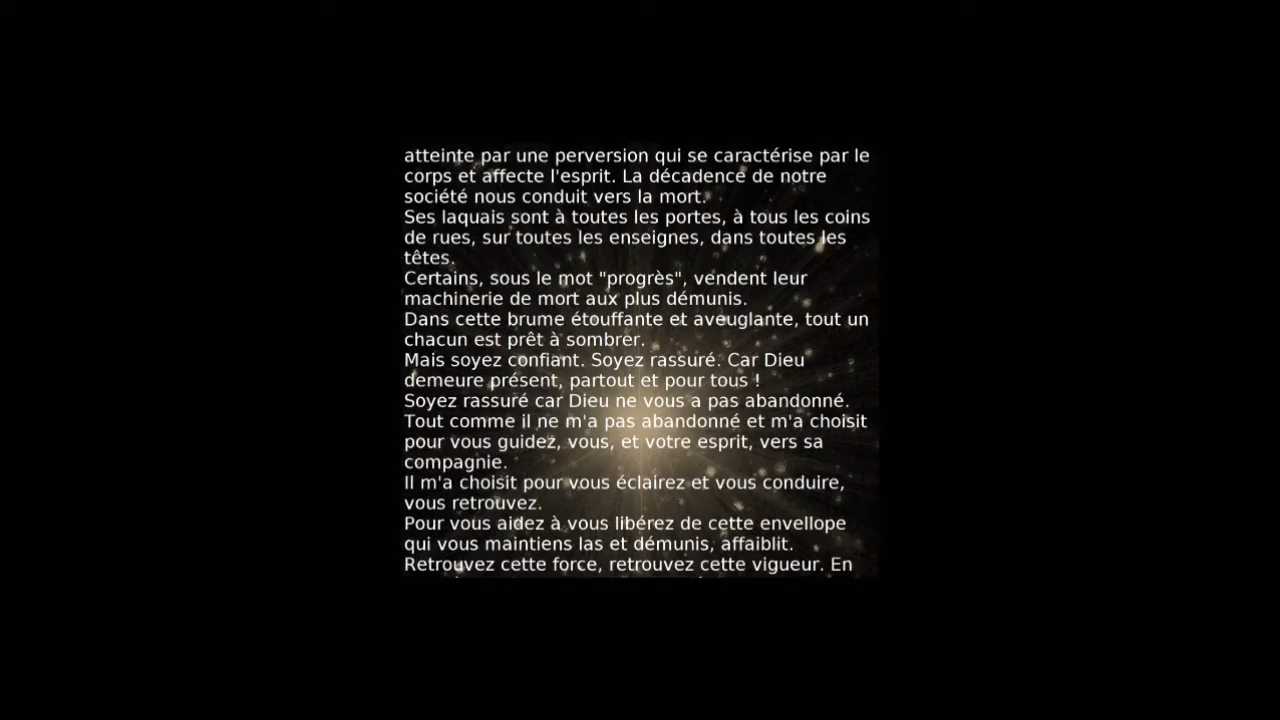 atteinte par une perversion qui se caractérise par le
corps et affecte l'esprit. La décadence de notre
société nous conduit vers la mort.
Ses laquais sont à toutes les portes, à tous les coins
de rues, sur toutes les enseignes, dans toutes les
têtes.
Certains, sous le mot "progrès", vendent leur
machinerie de mort aux plus démunis.
Dans cette brume étouffante et aveuglante, tout un
chacun est prêt à sombrer.
Mais soyez confiant. Soyez rassuré. Car Dieu
demeure présent, partout et pour tous !
Soyez rassuré car Dieu ne vous a pas abandonné.
Tout comme il ne m'a pas abandonné et m'a choisit
pour vous guidez, vous, et votre esprit, vers sa
compagnie.
Il m'a choisit pour vous éclairez et vous conduire,
vous retrouvez.
Pour vous aidez à vous libérez de cette envellope
qui vous maintiens las et démunis, affaiblit.
Retrouvez cette force, retrouvez cette vigueur. En